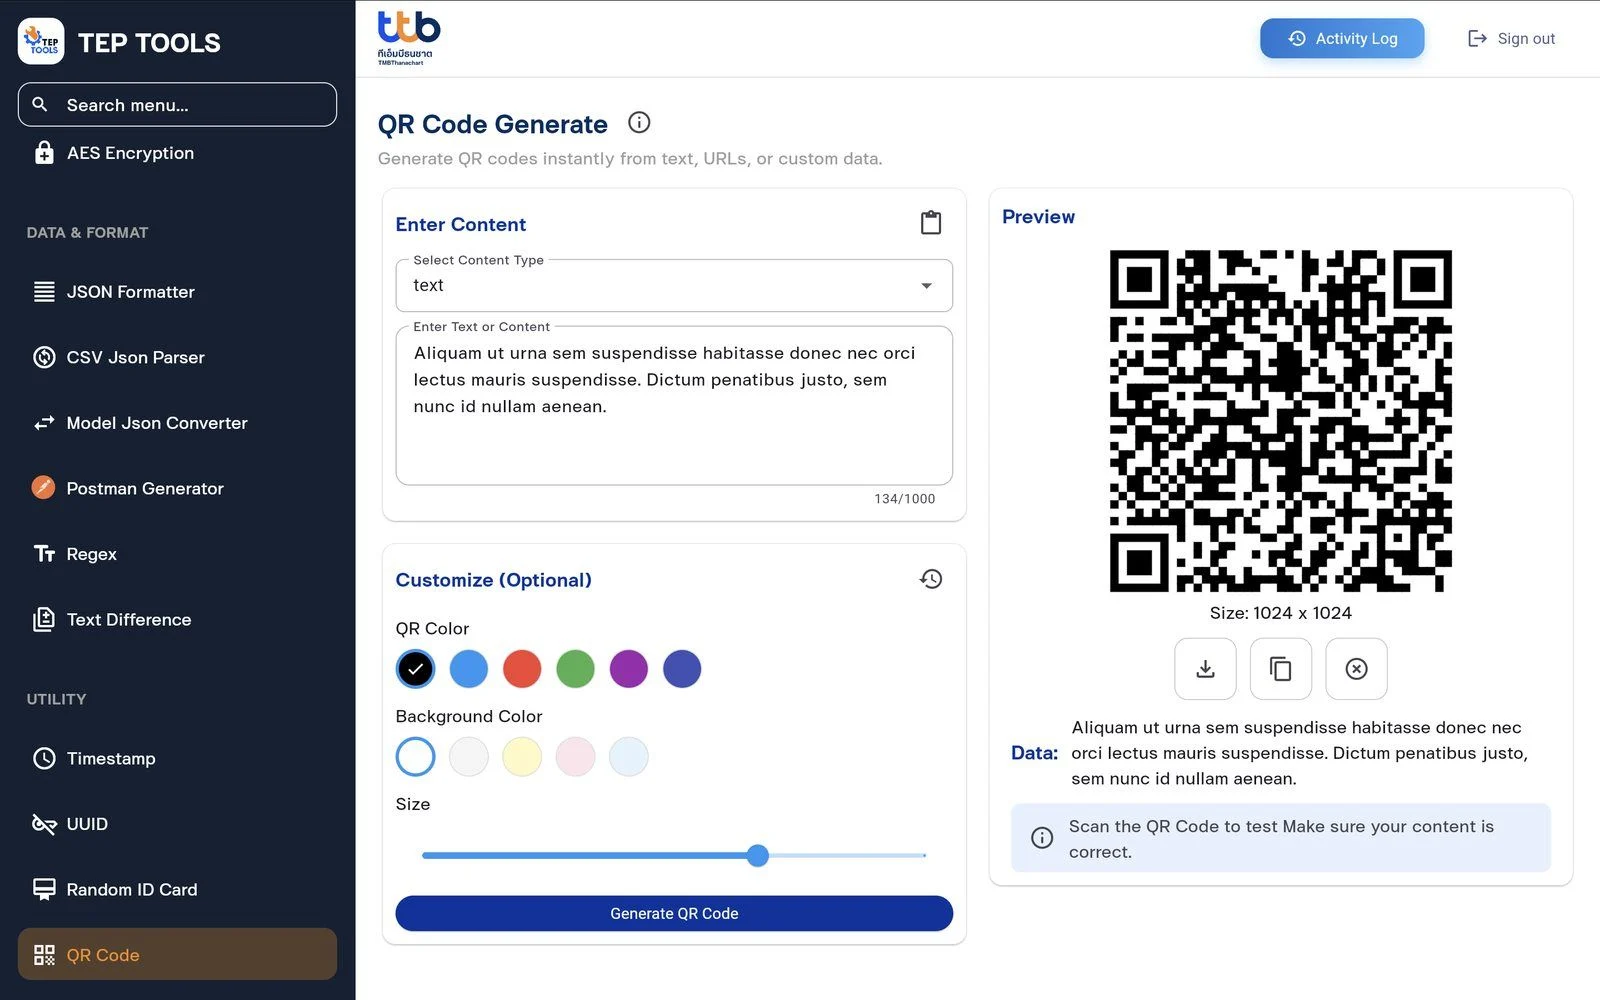 TEP
TOOLS
TEP TOOLS
Search menu...
AES Encryption
DATA & FORMAT
JSON Formatter
CSV Json Parser
Model Json Converter
Postman Generator
Regex
Text Difference
UTILITY
Timestamp
UUID
Random ID Card
QR Code
ttb
ทีเอ็มบีธนชาต
TMBThanachart
Activity Log
Sign out
QR Code Generate
Generate QR codes instantly from text, URLs, or custom data.
Enter Content
Select Content Type
text
Enter Text or Content
Aliquam ut urna sem suspendisse habitasse donec nec orci
lectus mauris suspendisse. Dictum penatibus justo, sem
nunc id nullam aenean.
134/1000
Customize (Optional)
QR Color
Background Color
Size
Generate QR Code
Preview
Size: 1024 x 1024
Data:
Aliquam ut urna sem suspendisse habitasse donec nec
orci lectus mauris suspendisse. Dictum penatibus justo,
sem nunc id nullam aenean.
Scan the QR Code to test Make sure your content is
correct.